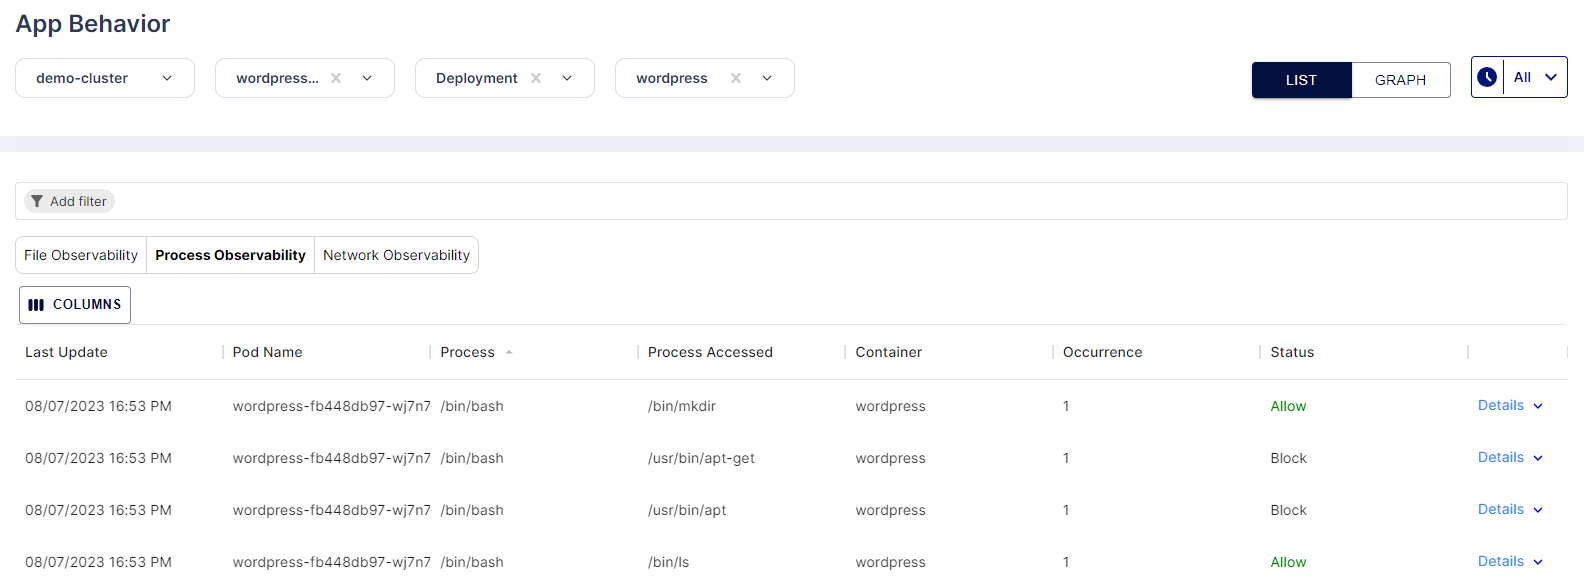 App Behavior
demo-cluster wordpress... Deployment wordpress LIST GRAPH All
Add filter
File Observability Process Observability Network Observability
COLUMNS
Last Update Pod Name Process Process Accessed Container Occurrence Status
08/07/2023 16:53 PM wordpress-fb448db97-wj7n7 /bin/bash /bin/mkdir wordpress 1 Allow Details
08/07/2023 16:53 PM wordpress-fb448db97-wj7n7 /bin/bash /usr/bin/apt-get wordpress 1 Block Details
08/07/2023 16:53 PM wordpress-fb448db97-wj7n7 /bin/bash /usr/bin/apt wordpress 1 Block Details
08/07/2023 16:53 PM wordpress-fb448db97-wj7n7 /bin/bash /bin/ls wordpress 1 Allow Details